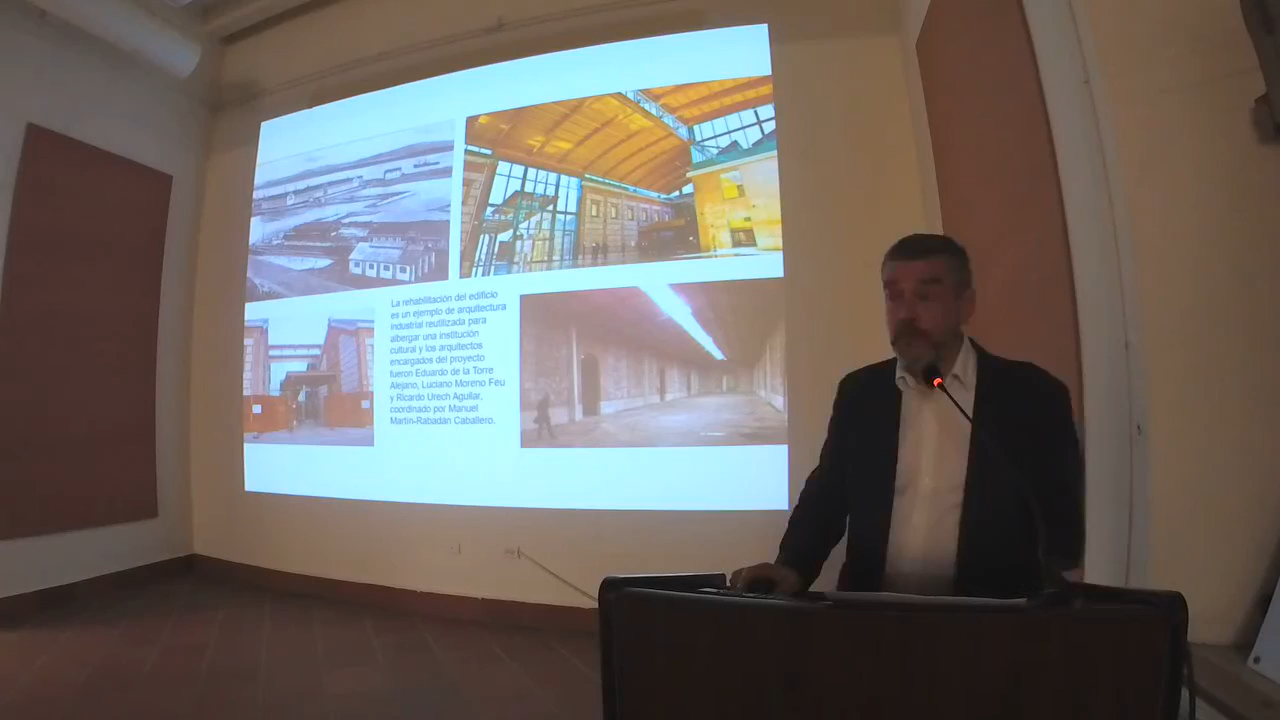 La rehabilitación del edificio
es un ejemplo de arquitectura
industrial reutilizada para
albergar una institución
cultural y los arquitectos
encargados del proyecto
fueron Eduardo de la Torre
Alejano, Luciano Moreno Feu
y Ricardo Urech Aguilar,
coordinado por Manuel
Martín-Rabadán Caballero.